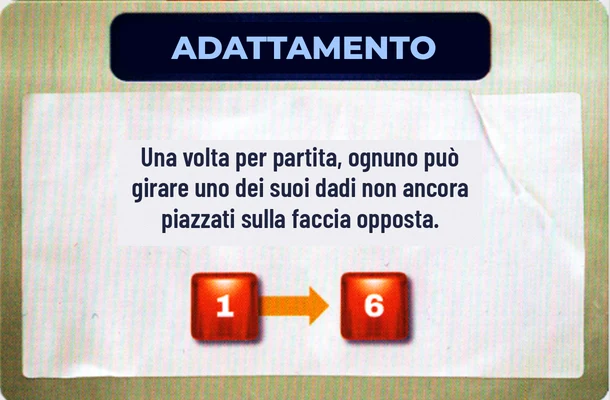 ADATTAMENTO
Una volta per partita, ognuno può
girare uno dei suoi dadi non ancora
piazzati sulla faccia opposta.
1 6